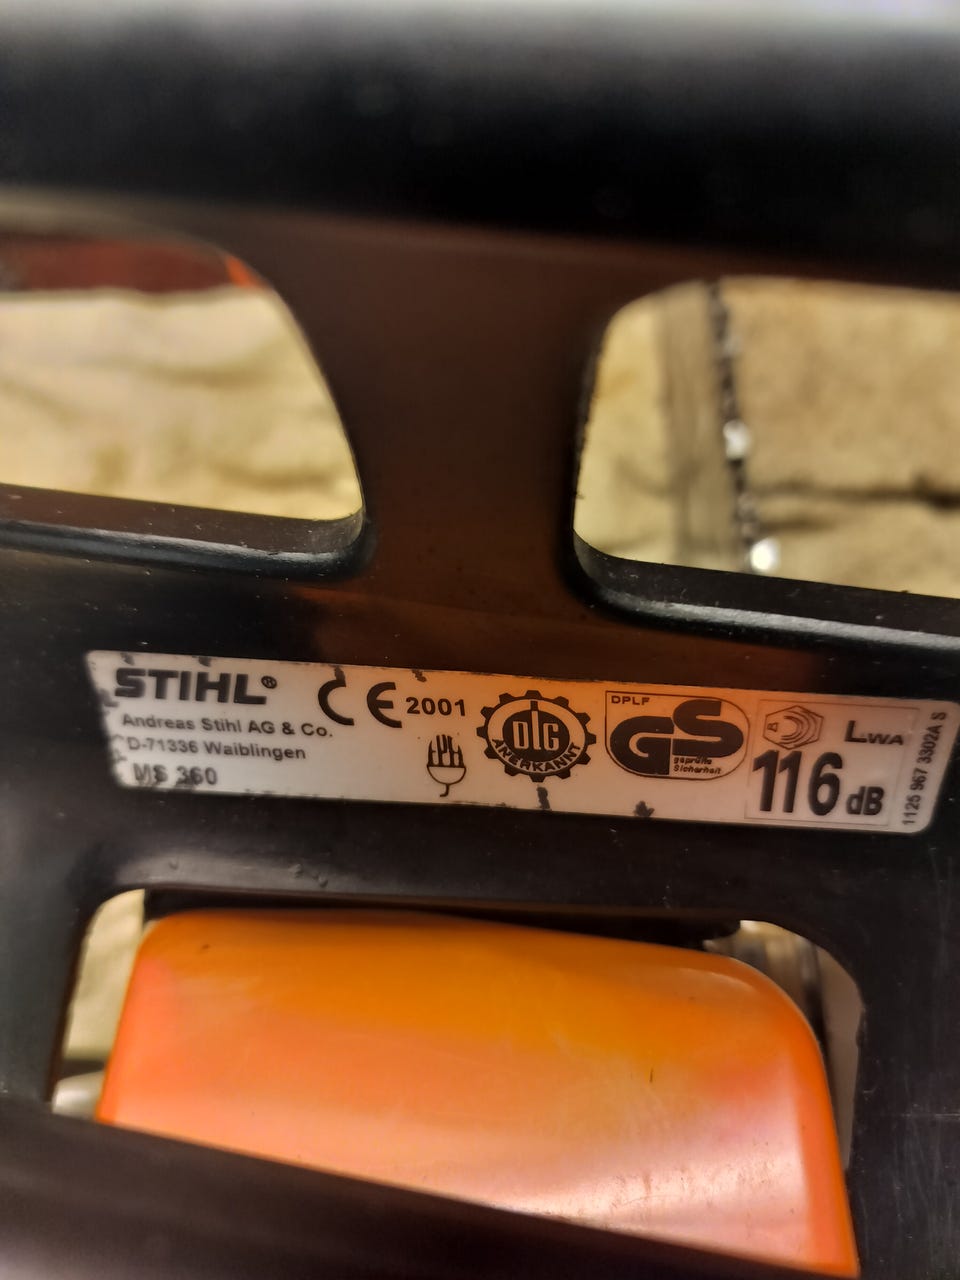 STIHL®
Andreas Stihl AG & Co.
D-71336 Waiblingen
MS 360
CE 2001
DLG
ANERKANNT
DPLF
GS
geprüfte
Sicherheit
LWA
116 dB
1125 967 3302A S